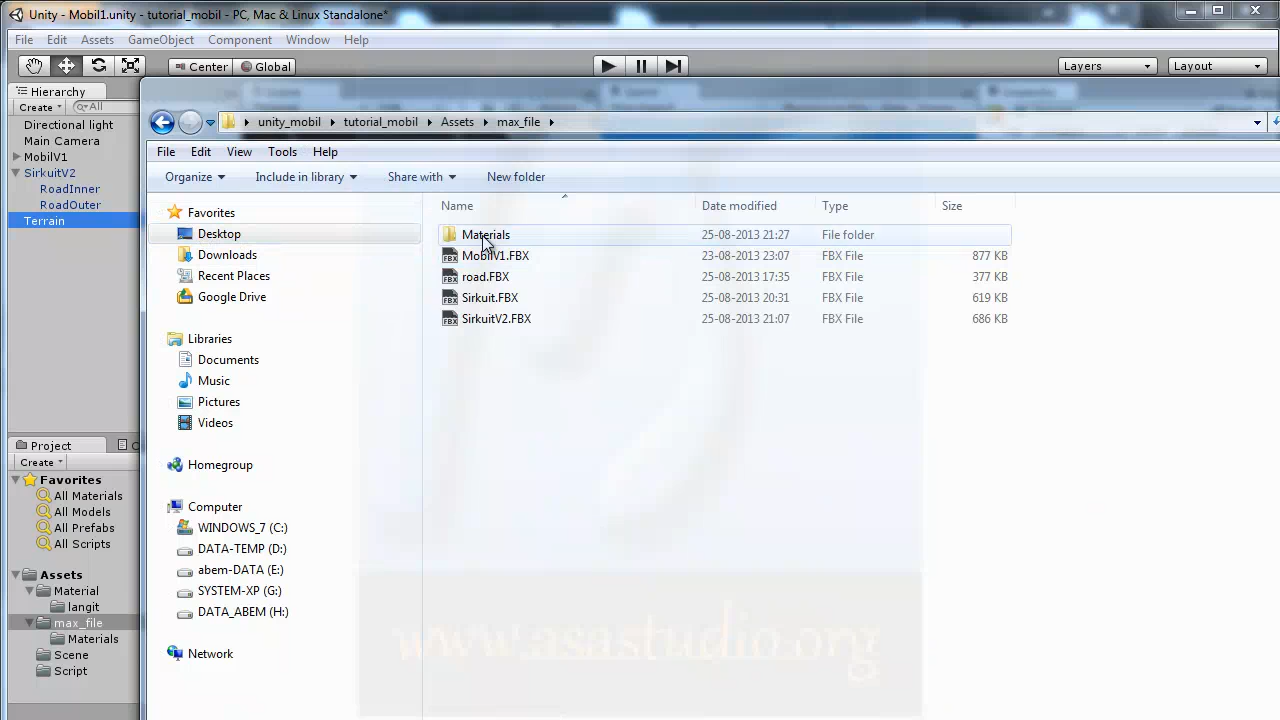 Unity - Mobil1.unity - tutorial_mobil - PC, Mac & Linux Standalone*
File Edit Assets GameObject Component Window Help
Center Global Layers Layout
Hierarchy
Create All
Directional light
Main Camera
MobilV1
SirkuitV2
RoadInner
RoadOuter
Terrain
Project
Create
Favorites
All Materials
All Models
All Prefabs
All Scripts
Assets
Material
langit
max_file
Materials
Scene
Script
unity_mobil tutorial_mobil Assets max_file
File Edit View Tools Help
Organize Include in library Share with New folder
Favorites
Desktop
Downloads
Recent Places
Google Drive
Libraries
Documents
Music
Pictures
Videos
Homegroup
Computer
WINDOWS_7 (C:)
DATA-TEMP (D:)
abem-DATA (E:)
SYSTEM-XP (G:)
DATA_ABEM (H:)
Network
Name Date modified Type Size
Materials 25-08-2013 21:27 File folder
MobilV1.FBX 23-08-2013 23:07 FBX File 877 KB
road.FBX 25-08-2013 17:35 FBX File 377 KB
Sirkuit.FBX 25-08-2013 20:31 FBX File 619 KB
SirkuitV2.FBX 25-08-2013 21:07 FBX File 686 KB
www.asastudio.org